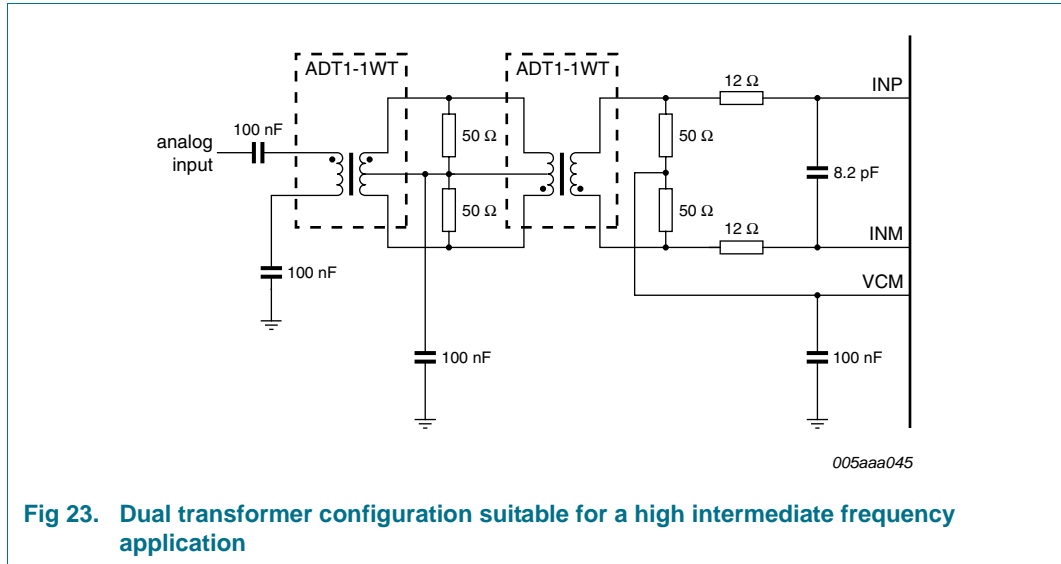 ADT1-1WT
ADT1-1WT
12 Ω
INP
100 nF
analog
input
50 Ω
50 Ω
8.2 pF
50 Ω
50 Ω
12 Ω
INM
100 nF
VCM
100 nF
100 nF
005aaa045
Fig 23. Dual transformer configuration suitable for a high intermediate frequency
application